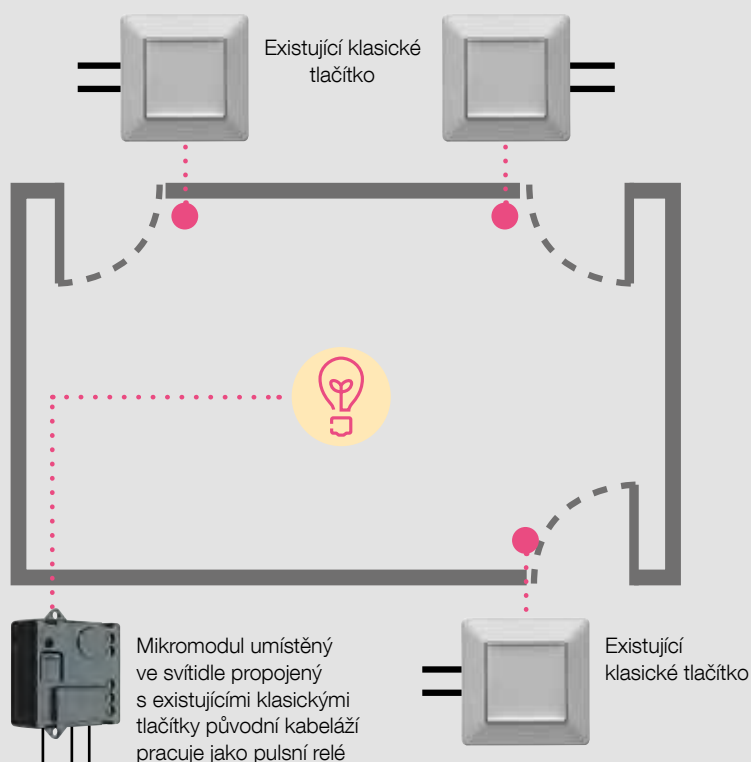 Existující klasické
tlačítko
Mikromodul umístěný
ve svítidle propojený
s existujícími klasickými
tlačítky původní kabeláží
pracuje jako pulsní relé
Existující
klasické tlačítko